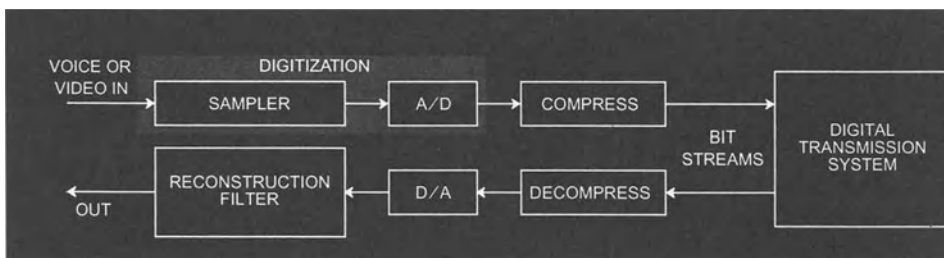 VOICE OR
VIDEO IN
DIGITIZATION
SAMPLER
A/D
COMPRESS
BIT
STREAMS
DIGITAL
TRANSMISSION
SYSTEM
RECONSTRUCTION
FILTER
D/A
DECOMPRESS
OUT